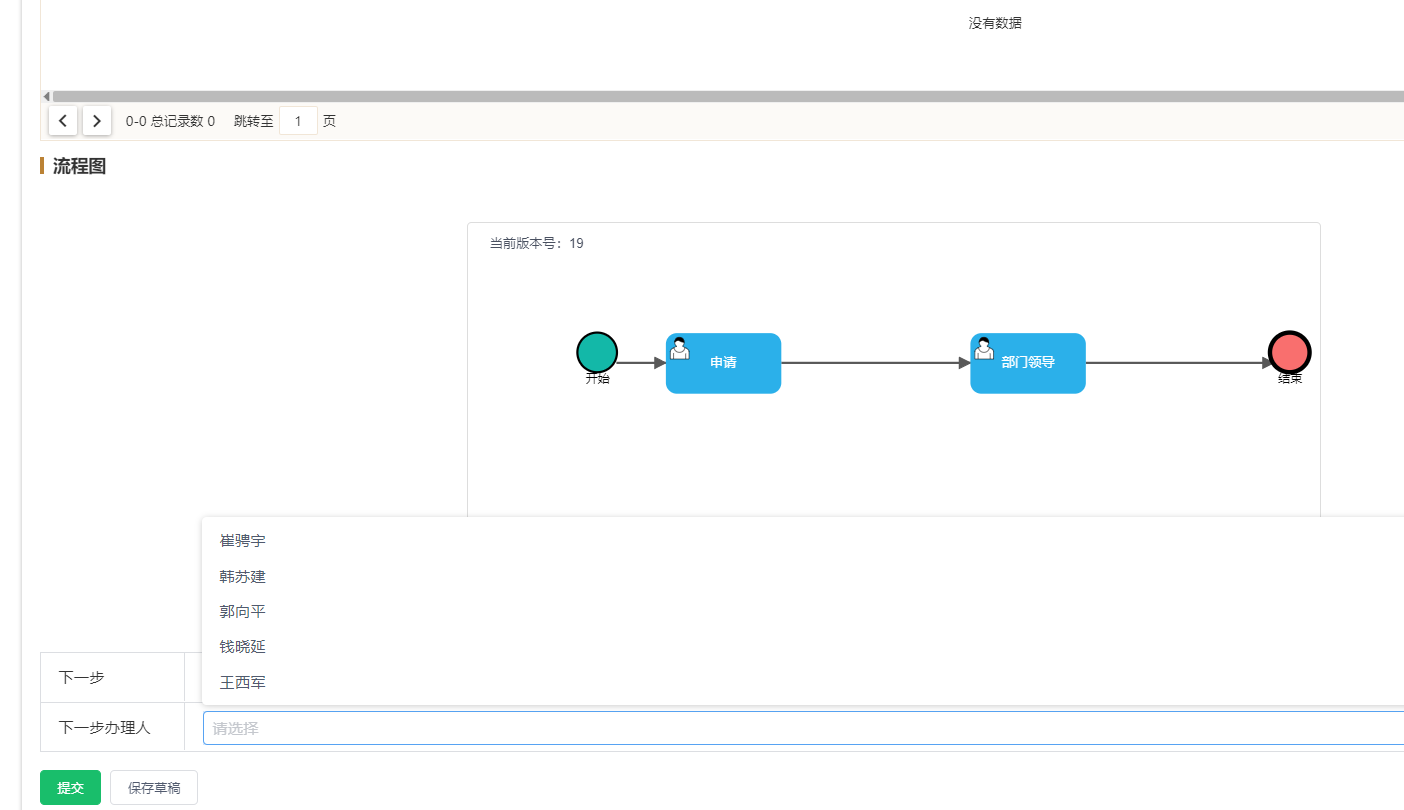 没有数据
0-0 总记录数 0 跳转至 1 页
流程图
当前版本号：19
开始
申请
部门领导
结束
崔骋宇
韩苏建
郭向平
钱晓延
王西军
下一步
下一步办理人 请选择
提交 保存草稿